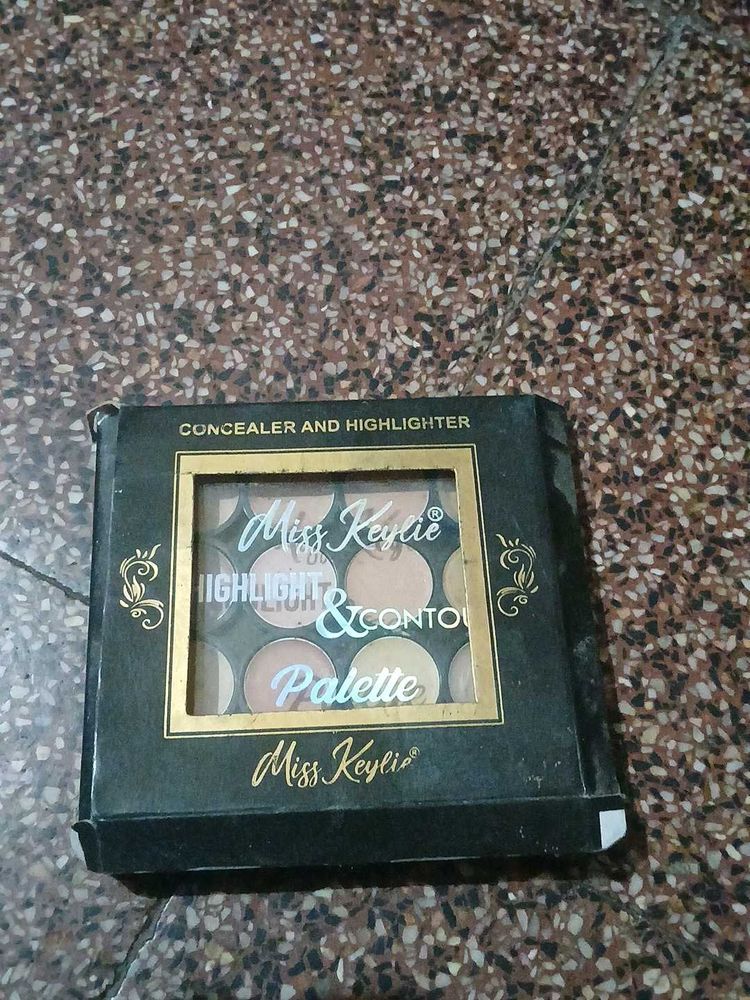 CONCEALER AND HIGHLIGHTER
Miss Keylie®
HIGHLIGHT
& CONTOU
Palette
Miss Keylie®